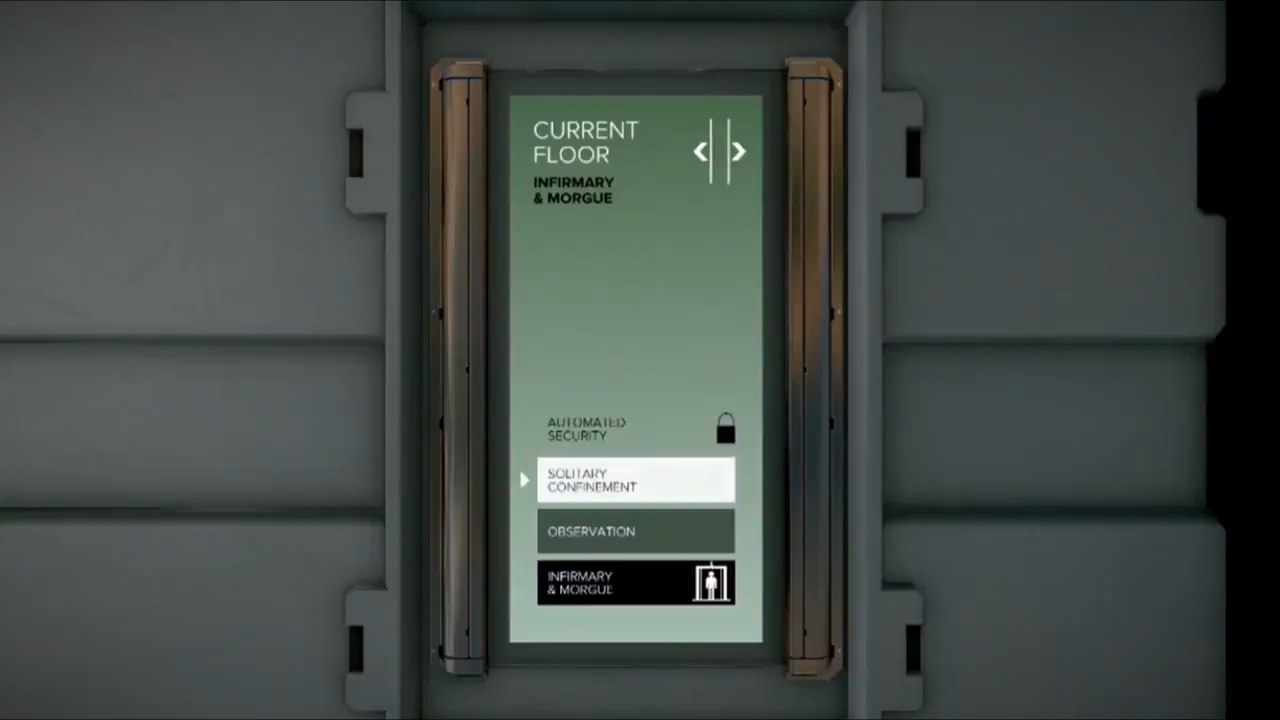 CURRENT
FLOOR
INFIRMARY
& MORGUE
AUTOMATED
SECURITY
SOLITARY
CONFINEMENT
OBSERVATION
INFIRMARY
& MORGUE